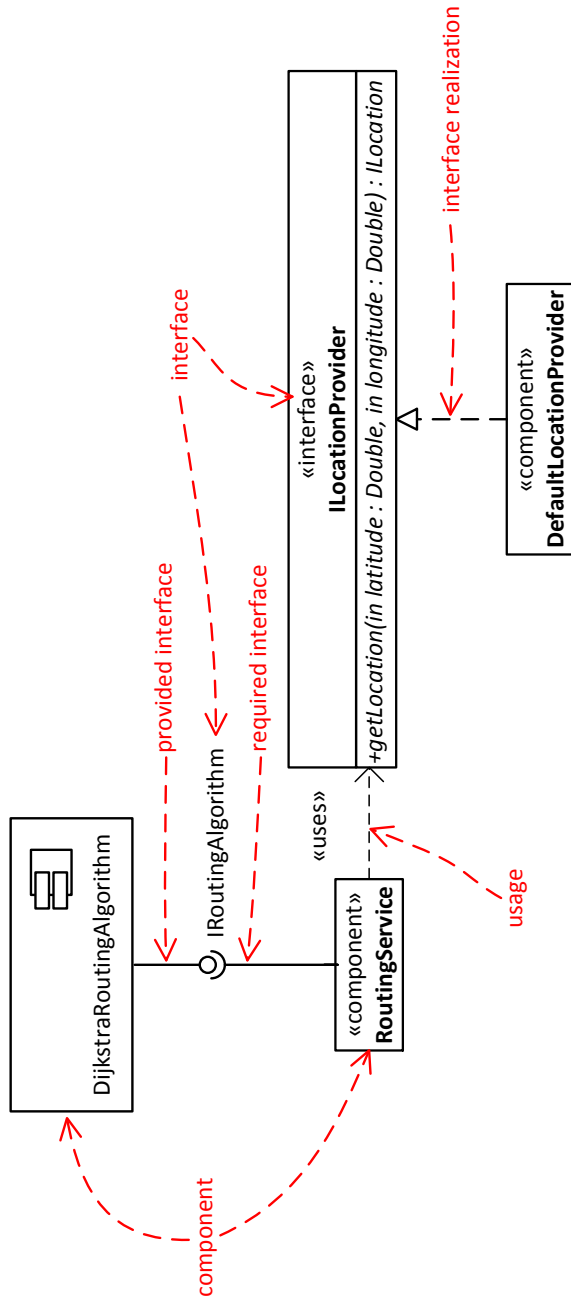 component
DijkstraRoutingAlgorithm
provided interface
interface
IRoutingAlgorithm
required interface
«component»
RoutingService
«uses»
«interface»
ILocationProvider
+getLocation(in latitude : Double, in longitude : Double) : ILocation
usage
interface realization
«component»
DefaultLocationProvider